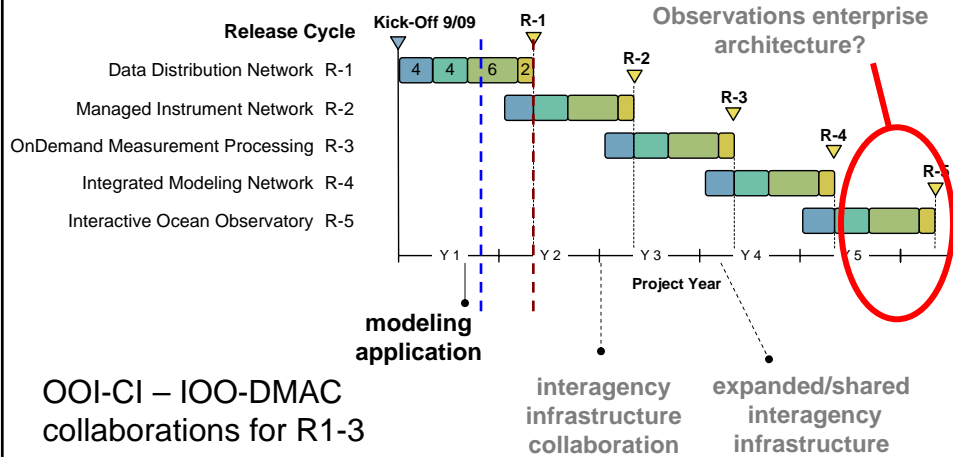 Observations enterprise
architecture?
Release Cycle
Kick-Off 9/09
R-1
Data Distribution Network R-1
4 4 6 2
R-2
Managed Instrument Network R-2
R-3
OnDemand Measurement Processing R-3
R-4
Integrated Modeling Network R-4
R-5
Interactive Ocean Observatory R-5
Y 1 Y 2 Y 3 Y 4 Y 5
Project Year
modeling
application
OOI-CI – IOO-DMAC
collaborations for R1-3
interagency
infrastructure
collaboration
expanded/shared
interagency
infrastructure